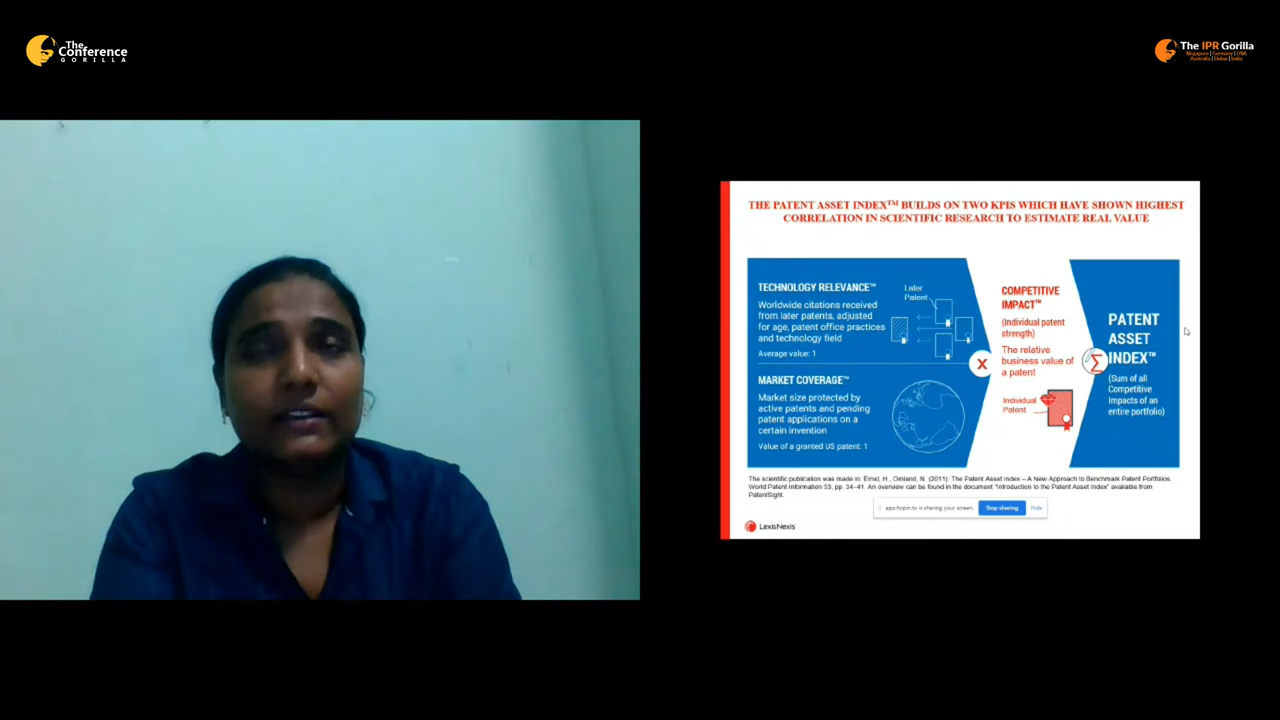 The
Conference
GORILLA
The IPR Gorilla
Singapore | Germany | USA
Australia | Dubai | India
THE PATENT ASSET INDEX™ BUILDS ON TWO KPIS WHICH HAVE SHOWN HIGHEST
CORRELATION IN SCIENTIFIC RESEARCH TO ESTIMATE REAL VALUE
TECHNOLOGY RELEVANCE™
Worldwide citations received
from later patents, adjusted
for age, patent office practices
and technology field
Average value: 1
Later
Patent
MARKET COVERAGE™
Market size protected by
active patents and pending
patent applications on a
certain invention
Value of a granted US patent: 1
X
COMPETITIVE
IMPACT™
(Individual patent
strength)
The relative
business value of
a patent
Individual
Patent
Σ
PATENT
ASSET
INDEX™
(Sum of all
Competitive
Impacts of an
entire portfolio)
The scientific publication was made in: Ernst, H., Omland, N. (2011): The Patent Asset Index – A New Approach to Benchmark Patent Portfolios.
World Patent Information 33, pp. 34–41. An overview can be found in the document "Introduction to the Patent Asset Index" available from
PatentSight.
app.hopin.to is sharing your screen.
Stop sharing
Hide
LexisNexis